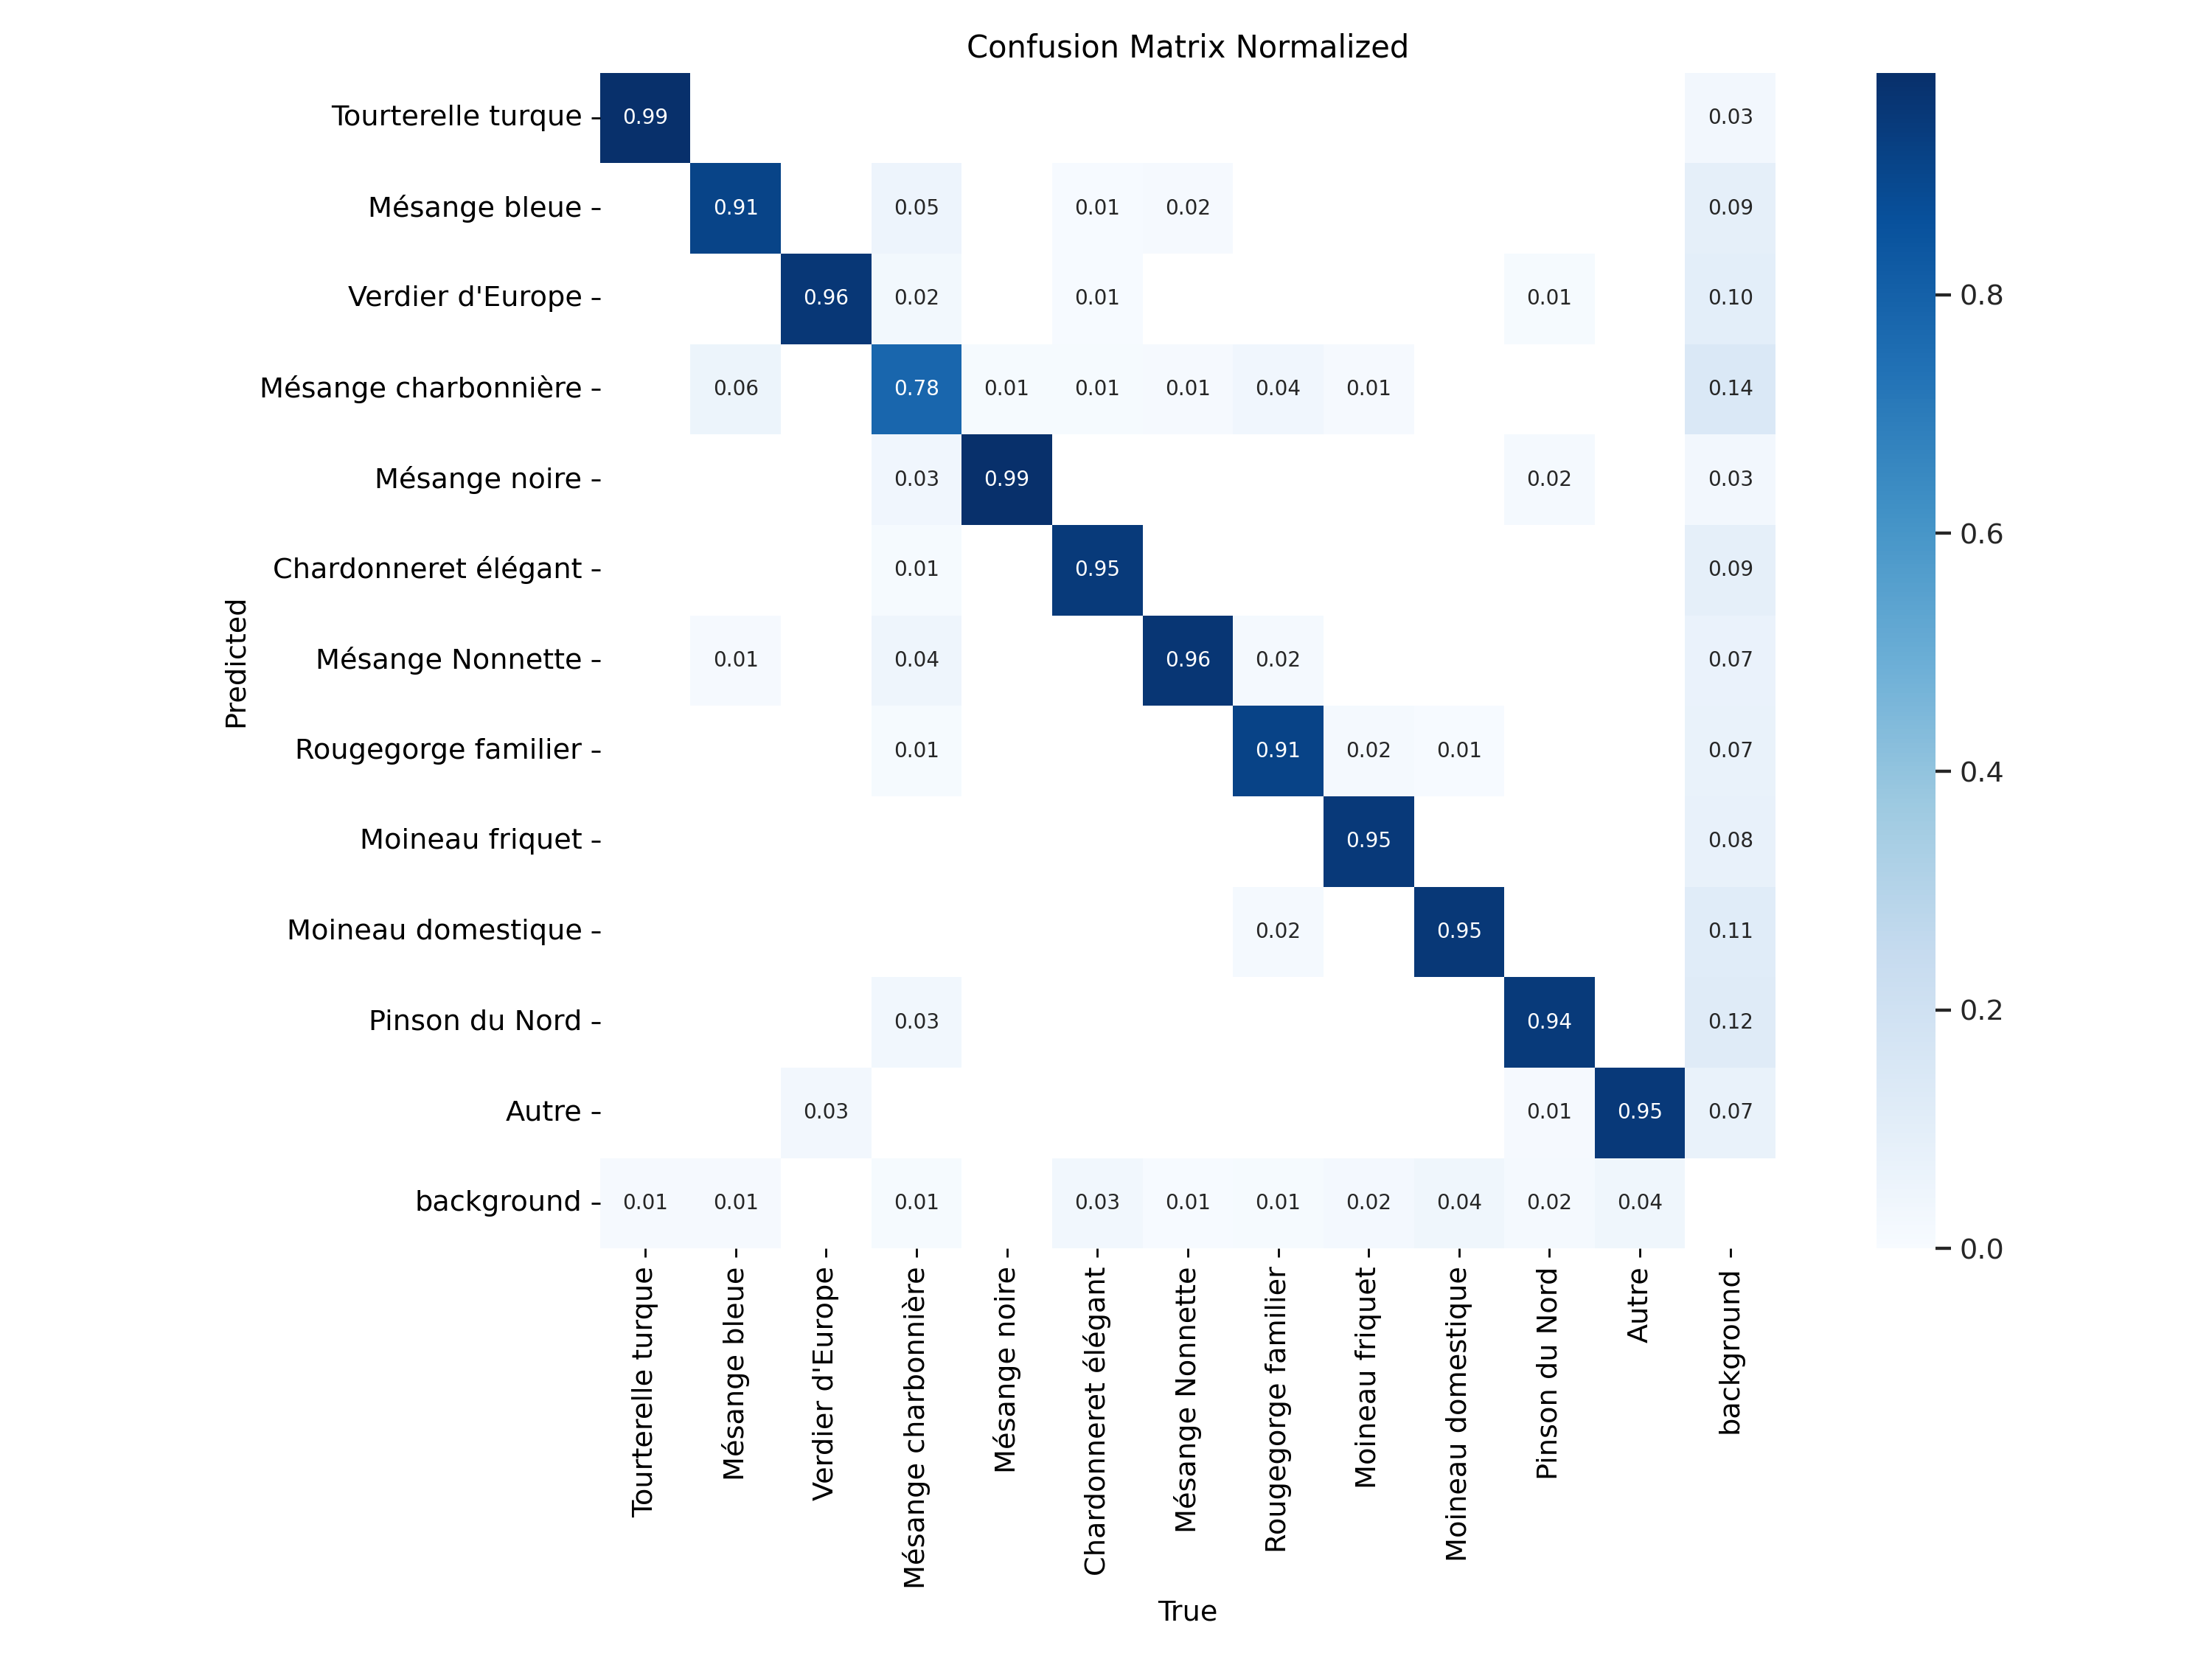 Confusion Matrix Normalized
Tourterelle turque 0.99 0.03
Mésange bleue 0.91 0.05 0.01 0.02 0.09
Verdier d'Europe 0.96 0.02 0.01 0.01 0.10 0.8
Mésange charbonnière 0.06 0.78 0.01 0.01 0.01 0.04 0.01 0.14
Mésange noire 0.03 0.99 0.02 0.03
0.6
Chardonneret élégant 0.01 0.95 0.09
Predicted
Mésange Nonnette 0.01 0.04 0.96 0.02 0.07
Rougegorge familier 0.01 0.91 0.02 0.01 0.07
0.4
Moineau friquet 0.95 0.08
Moineau domestique 0.02 0.95 0.11
Pinson du Nord 0.03 0.94 0.12 0.2
Autre 0.03 0.01 0.95 0.07
background 0.01 0.01 0.01 0.03 0.01 0.01 0.02 0.04 0.02 0.04
0.0
Tourterelle turque
Mésange bleue
Verdier d'Europe
Mésange charbonnière
Mésange noire
Chardonneret élégant
Mésange Nonnette
Rougegorge familier
Moineau friquet
Moineau domestique
Pinson du Nord
Autre
background
True